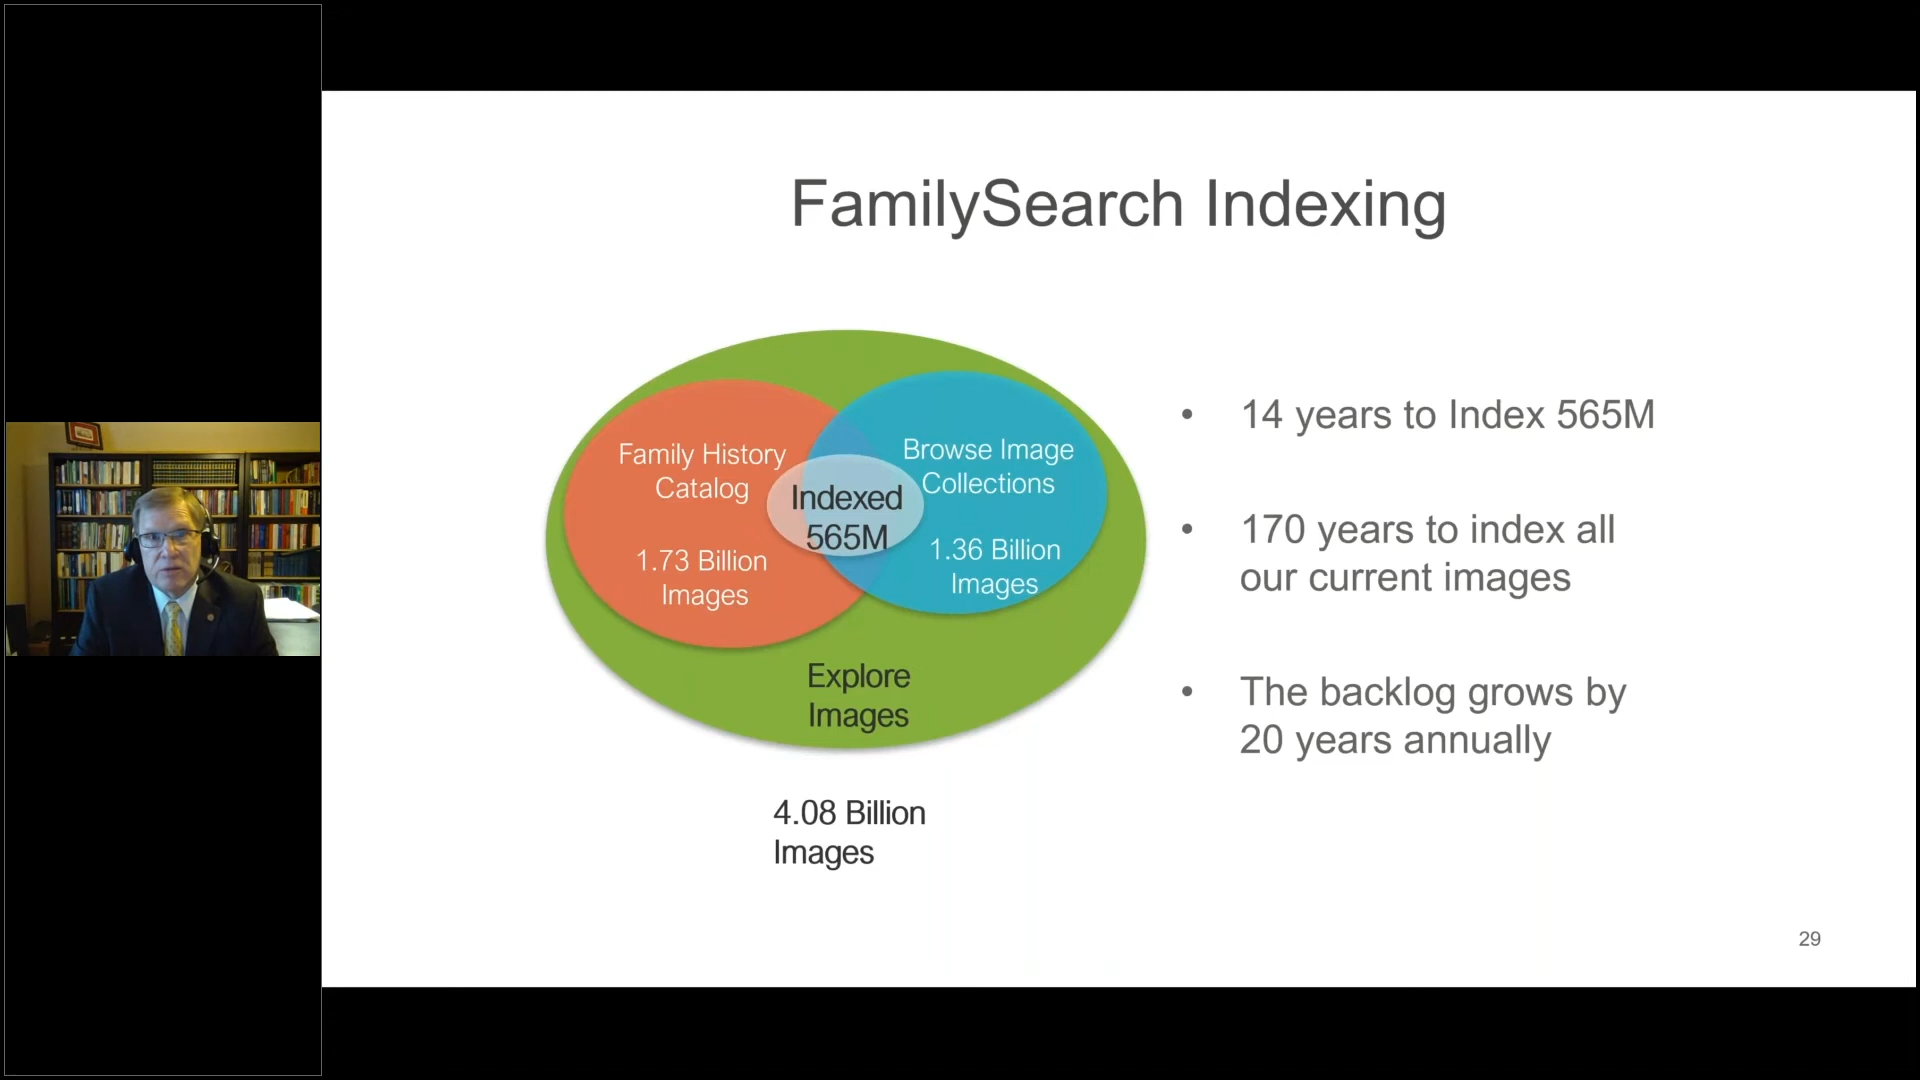 FamilySearch Indexing
Family History
Catalog
1.73 Billion
Images
Indexed
565M
Browse Image
Collections
1.36 Billion
Images
Explore
Images
4.08 Billion
Images
• 14 years to Index 565M
• 170 years to index all
our current images
• The backlog grows by
20 years annually
29